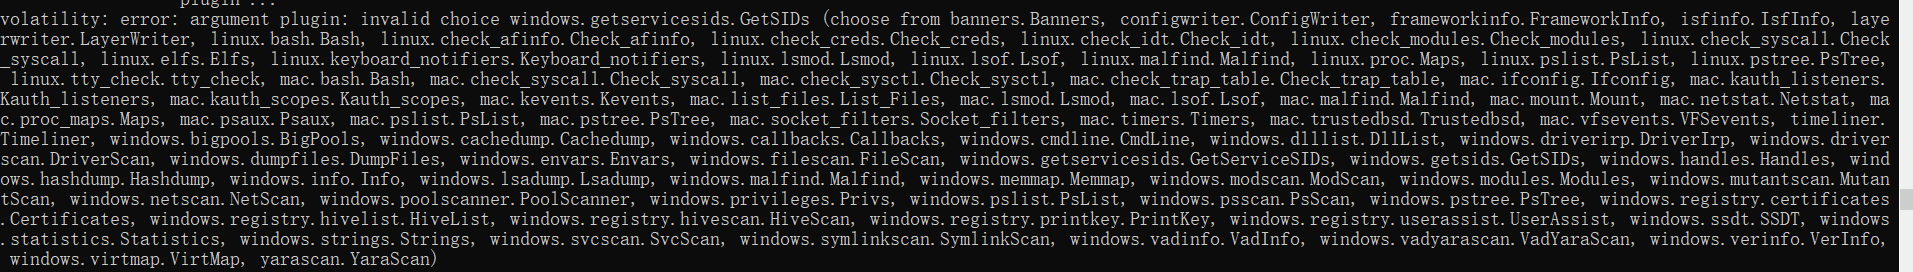 plugin ...
volatility: error: argument plugin: invalid choice windows.getservicesids.GetSIDs (choose from banners.Banners, configwriter.ConfigWriter, frameworkinfo.FrameworkInfo, isfinfo.IsfInfo, laye
rwriter.LayerWriter, linux.bash.Bash, linux.check_afinfo.Check_afinfo, linux.check_creds.Check_creds, linux.check_idt.Check_idt, linux.check_modules.Check_modules, linux.check_syscall.Check
_syscall, linux.elfs.Elfs, linux.keyboard_notifiers.Keyboard_notifiers, linux.lsmod.Lsmod, linux.lsof.Lsof, linux.malfind.Malfind, linux.proc.Maps, linux.pslist.PsList, linux.pstree.PsTree,
 linux.tty_check.tty_check, mac.bash.Bash, mac.check_syscall.Check_syscall, mac.check_sysctl.Check_sysctl, mac.check_trap_table.Check_trap_table, mac.ifconfig.Ifconfig, mac.kauth_listeners.
Kauth_listeners, mac.kauth_scopes.Kauth_scopes, mac.kevents.Kevents, mac.list_files.List_Files, mac.lsmod.Lsmod, mac.lsof.Lsof, mac.malfind.Malfind, mac.mount.Mount, mac.netstat.Netstat, ma
c.proc_maps.Maps, mac.psaux.Psaux, mac.pslist.PsList, mac.pstree.PsTree, mac.socket_filters.Socket_filters, mac.timers.Timers, mac.trustedbsd.Trustedbsd, mac.vfsevents.VFSevents, timeliner.
Timeliner, windows.bigpools.BigPools, windows.cachedump.Cachedump, windows.callbacks.Callbacks, windows.cmdline.CmdLine, windows.dlllist.DllList, windows.driverirp.DriverIrp, windows.driver
scan.DriverScan, windows.dumpfiles.DumpFiles, windows.envars.Envars, windows.filescan.FileScan, windows.getservicesids.GetServiceSIDs, windows.getsids.GetSIDs, windows.handles.Handles, wind
ows.hashdump.Hashdump, windows.info.Info, windows.lsadump.Lsadump, windows.malfind.Malfind, windows.memmap.Memmap, windows.modscan.ModScan, windows.modules.Modules, windows.mutantscan.Mutan
tScan, windows.netscan.NetScan, windows.poolscanner.PoolScanner, windows.privileges.Privs, windows.pslist.PsList, windows.psscan.PsScan, windows.pstree.PsTree, windows.registry.certificates
.Certificates, windows.registry.hivelist.HiveList, windows.registry.hivescan.HiveScan, windows.registry.printkey.PrintKey, windows.registry.userassist.UserAssist, windows.ssdt.SSDT, windows
.statistics.Statistics, windows.strings.Strings, windows.svcscan.SvcScan, windows.symlinkscan.SymlinkScan, windows.vadinfo.VadInfo, windows.vadyarascan.VadYaraScan, windows.verinfo.VerInfo,
 windows.virtmap.VirtMap, yarascan.YaraScan)